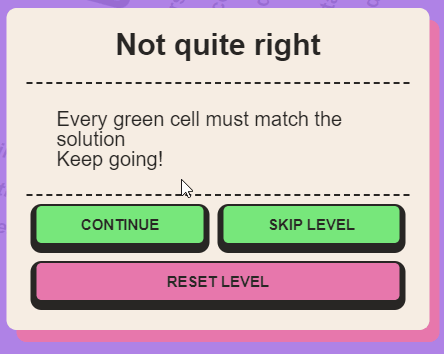 Not quite right
Every green cell must match the
solution
Keep going!
CONTINUE
SKIP LEVEL
RESET LEVEL